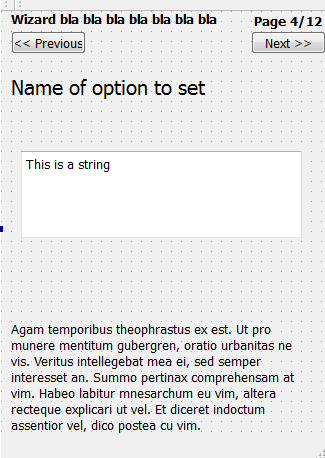 Wizard bla bla bla bla bla bla bla Page 4/12
<< Previous Next >>
Name of option to set
This is a string
Agam temporibus theophrastus ex est. Ut pro
munere mentitum gubergren, oratio urbanitas ne
vis. Veritus intellegebat mea ei, sed semper
interesset an. Summo pertinax comprehensam at
vim. Habeo labitur mnesarchum eu vim, altera
recteque explicari ut vel. Et diceret indoctum
assentior vel, dico postea cu vim.